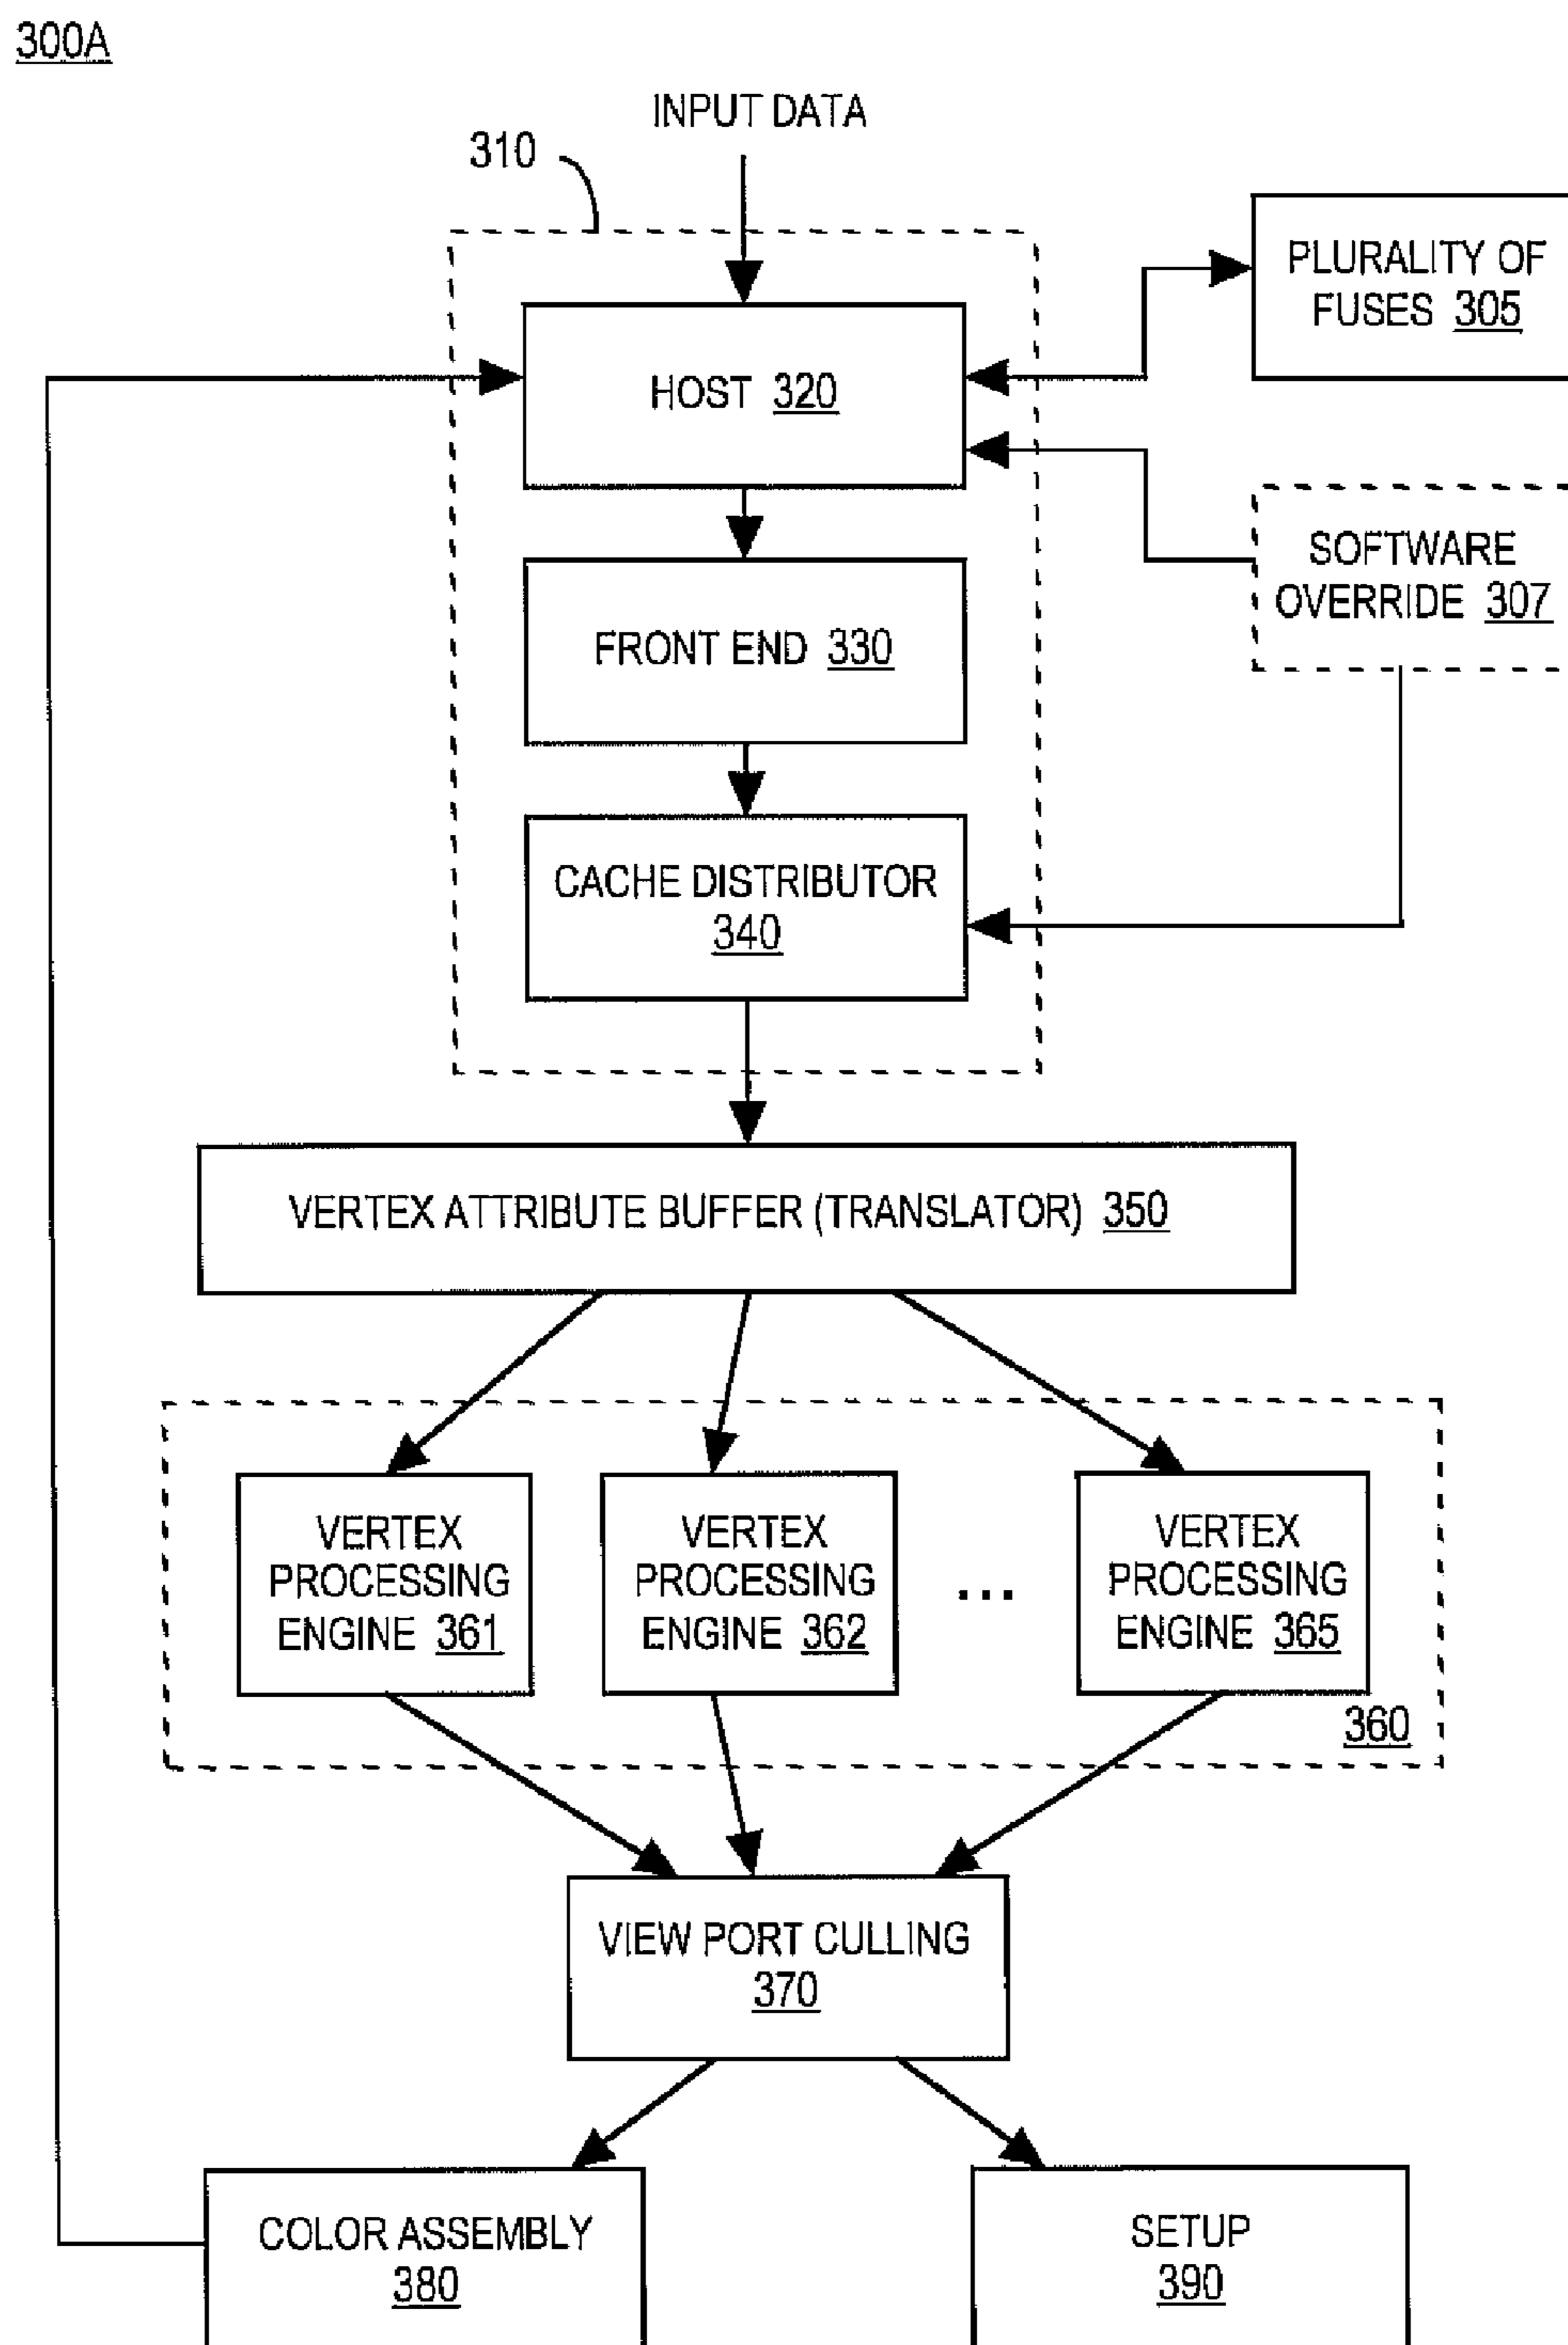 300A
INPUT DATA
310
PLURALITY OF
FUSES 305
HOST 320
SOFTWARE
OVERRIDE 307
FRONT END 330
CACHE DISTRIBUTOR
340
VERTEX ATTRIBUTE BUFFER (TRANSLATOR) 350
VERTEX
PROCESSING
ENGINE 361
VERTEX
PROCESSING
ENGINE 362
...
VERTEX
PROCESSING
ENGINE 365
360
VIEW PORT CULLING
370
COLOR ASSEMBLY
380
SETUP
390